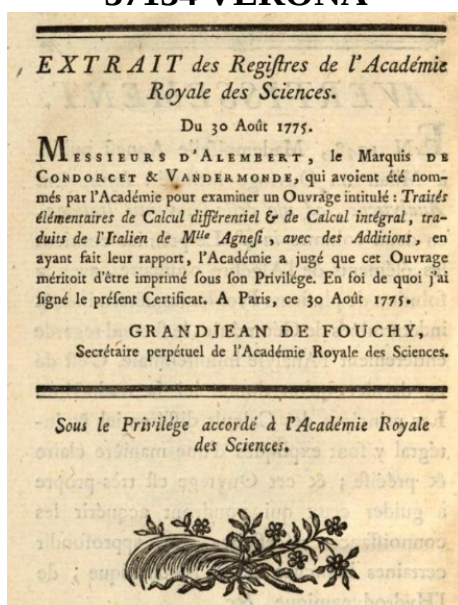 37134 VERONA
EXTRAIT des Regiſtres de l'Académie
Royale des Sciences.
Du 30 Août 1775.
MESSIEURS D'ALEMBERT, le Marquis DE
CONDORCET & VANDERMONDE, qui avoient été nom-
més par l'Académie pour examiner un Ouvrage intitulé : Traités
élémentaires de Calcul différentiel & de Calcul intégral, tra-
duits de l'Italien de Mlle Agneſi, avec des Additions, en
ayant fait leur rapport, l'Académie a jugé que cet Ouvrage
méritoit d'être imprimé ſous ſon Privilége. En foi de quoi j'ai
ſigné le préſent Certificat. A Paris, ce 30 Août 1775.
GRANDJEAN DE FOUCHY,
Secrétaire perpétuel de l'Académie Royale des Sciences.
Sous le Privilége accordé à l'Académie Royale
des Sciences.